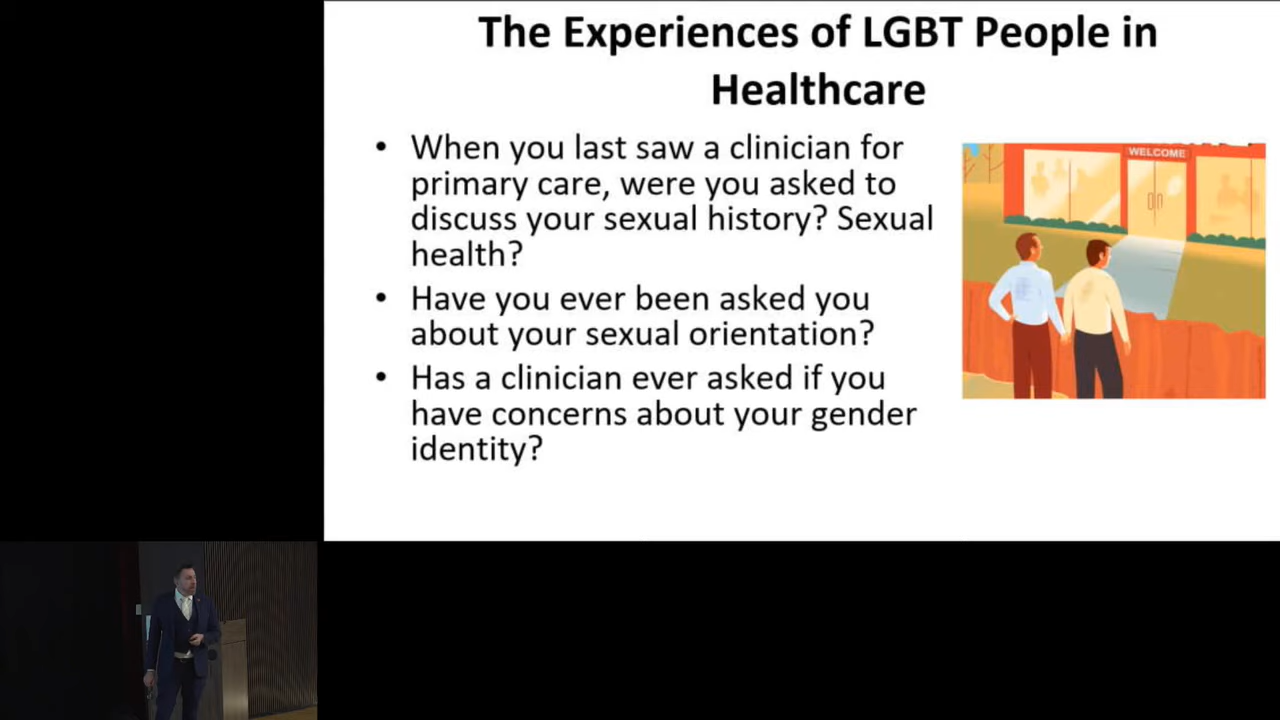 The Experiences of LGBT People in
Healthcare
• When you last saw a clinician for
primary care, were you asked to
discuss your sexual history? Sexual
health?
• Have you ever been asked you
about your sexual orientation?
• Has a clinician ever asked if you
have concerns about your gender
identity?
WELCOME